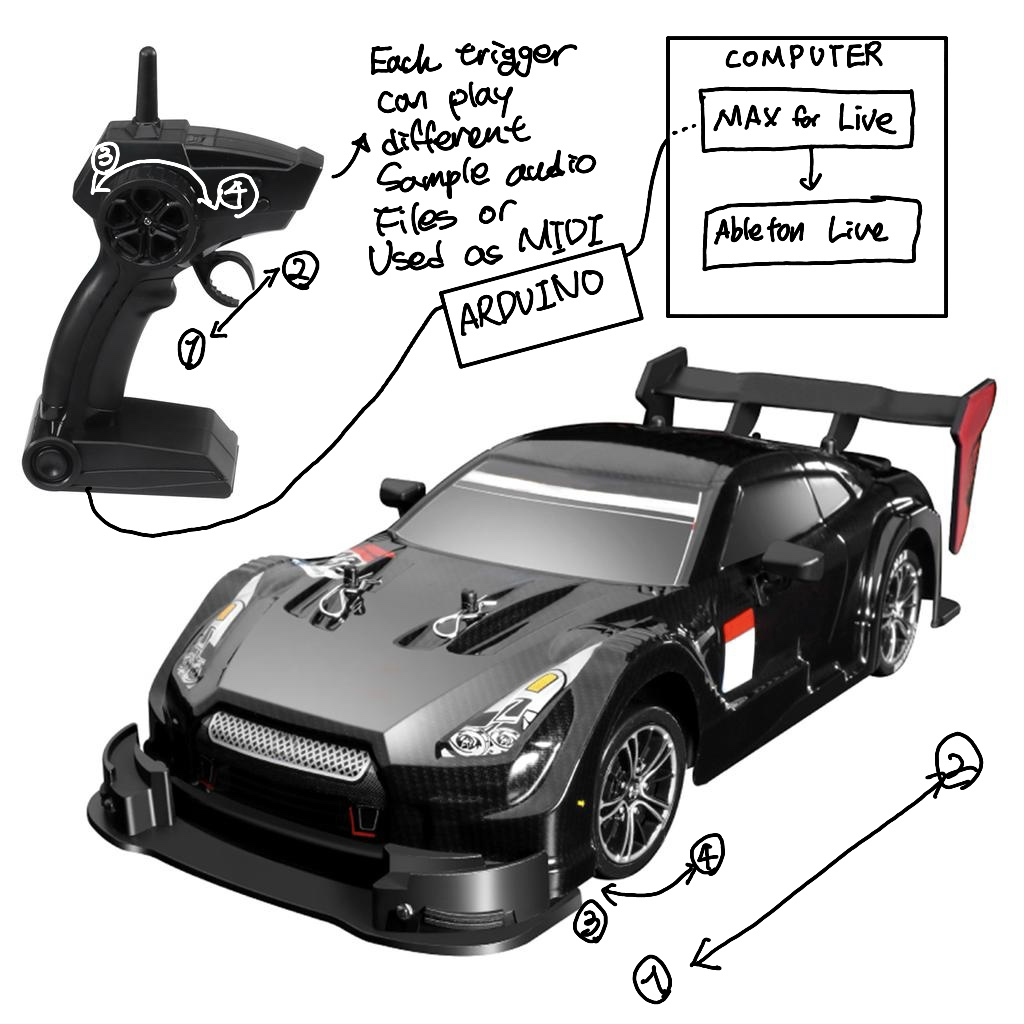 Each trigger
can play
different
Sample audio
Files or
Used as MIDI
COMPUTER
MAX for Live
Ableton Live
ARDUINO
③
④
②
①
②
④
③
①